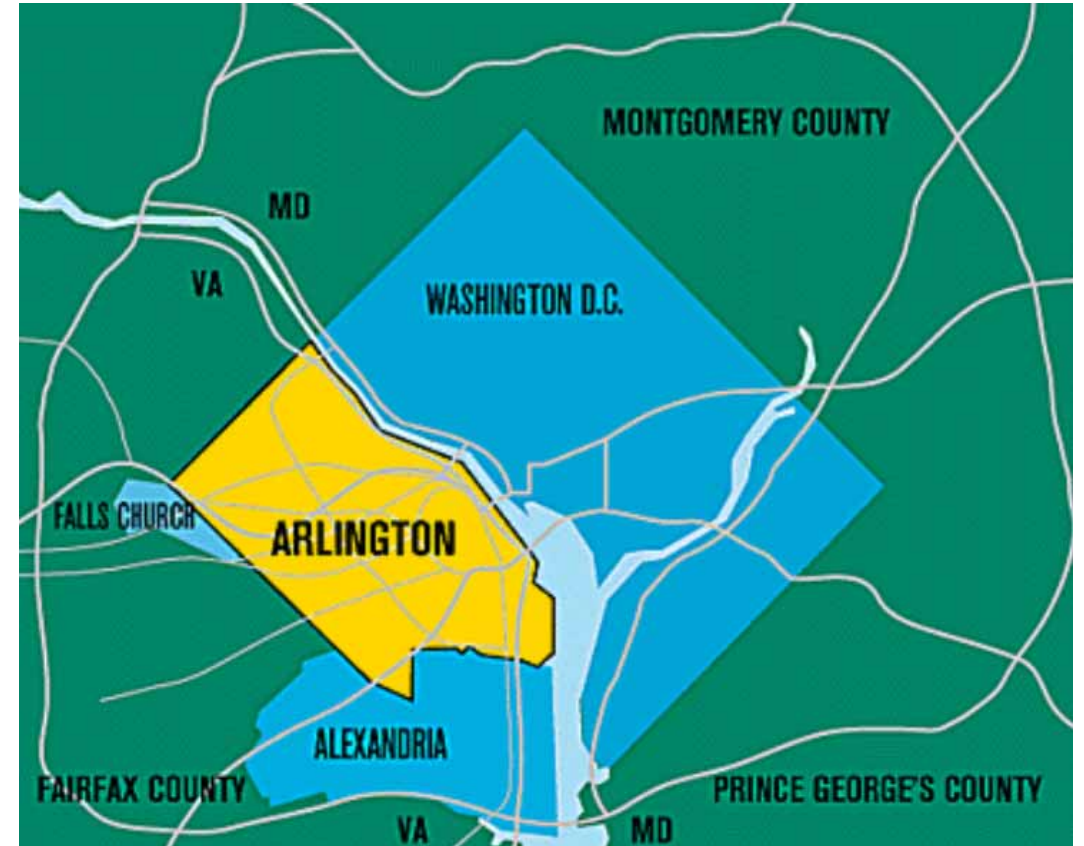 MONTGOMERY COUNTY
MD
VA
WASHINGTON D.C.
FALLS CHURCH
ARLINGTON
ALEXANDRIA
FAIRFAX COUNTY
PRINCE GEORGE'S COUNTY
VA
MD